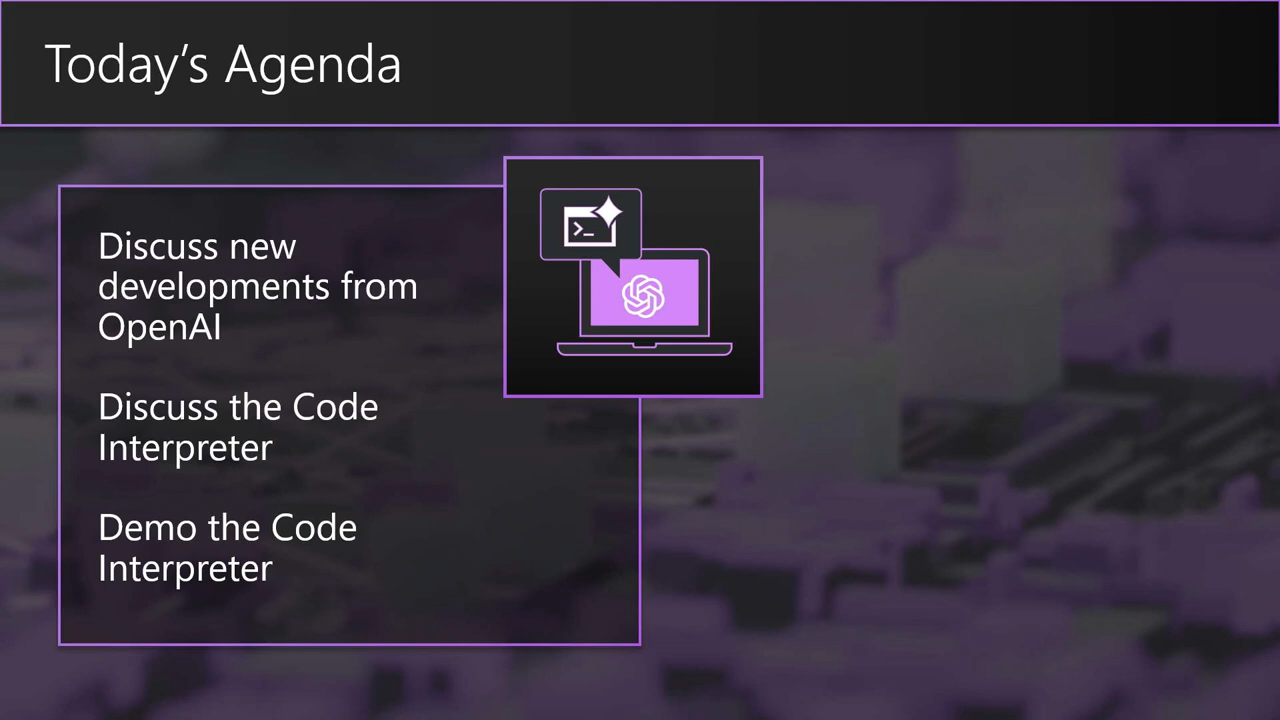 Today’s Agenda
Discuss new
developments from
OpenAI
Discuss the Code
Interpreter
Demo the Code
Interpreter